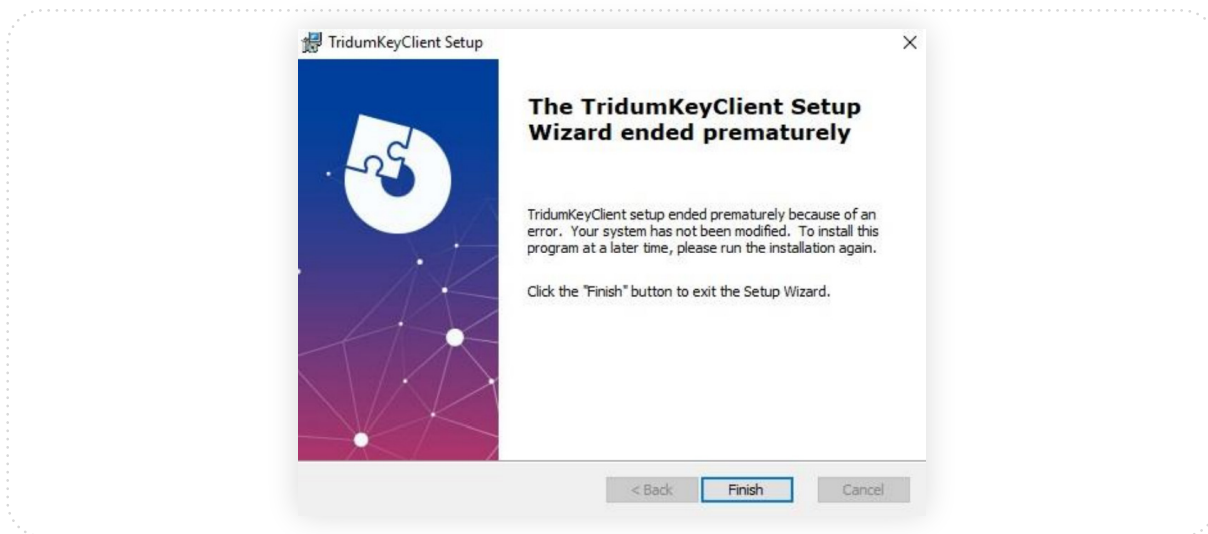 TridumKeyClient Setup
The TridumKeyClient Setup
Wizard ended prematurely
TridumKeyClient setup ended prematurely because of an
error. Your system has not been modified. To install this
program at a later time, please run the installation again.
Click the "Finish" button to exit the Setup Wizard.
< Back Finish Cancel